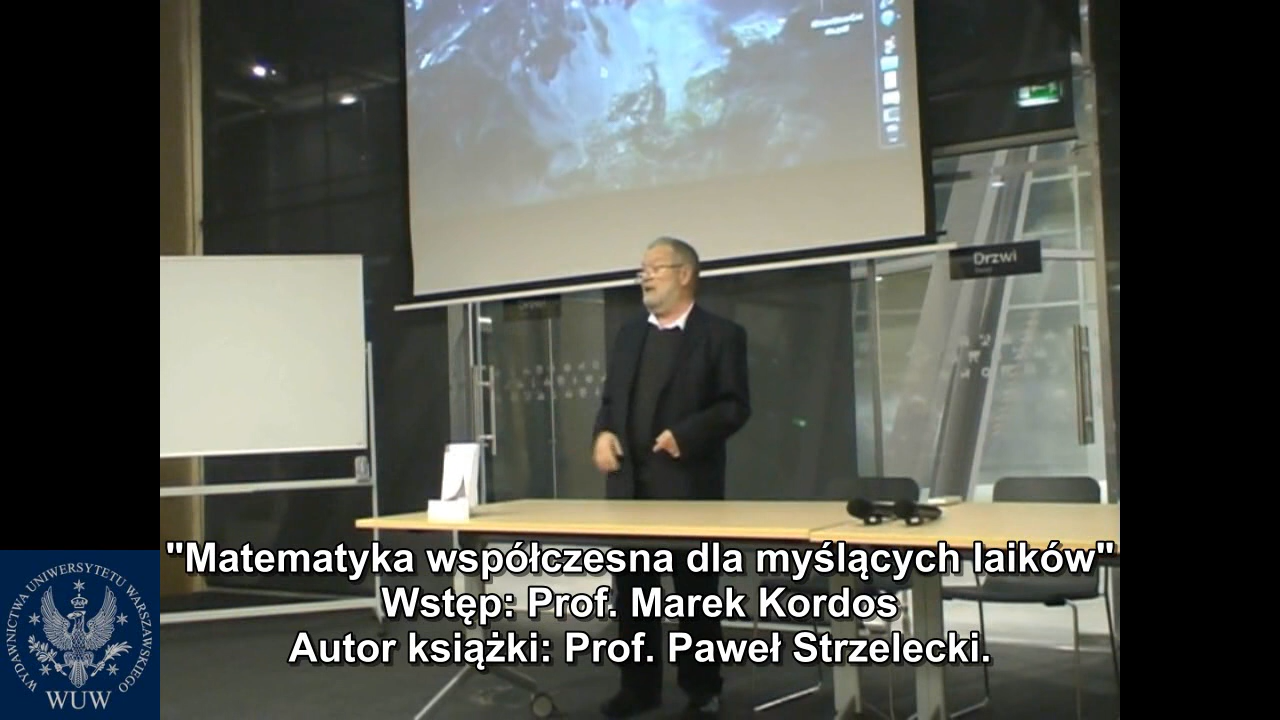 Drzwi
"Matematyka współczesna dla myślących laików"
Wstęp: Prof. Marek Kordos
Autor książki: Prof. Paweł Strzelecki.
WYDAWNICTWA UNIWERSYTETU WARSZAWSKIEGO
WUW